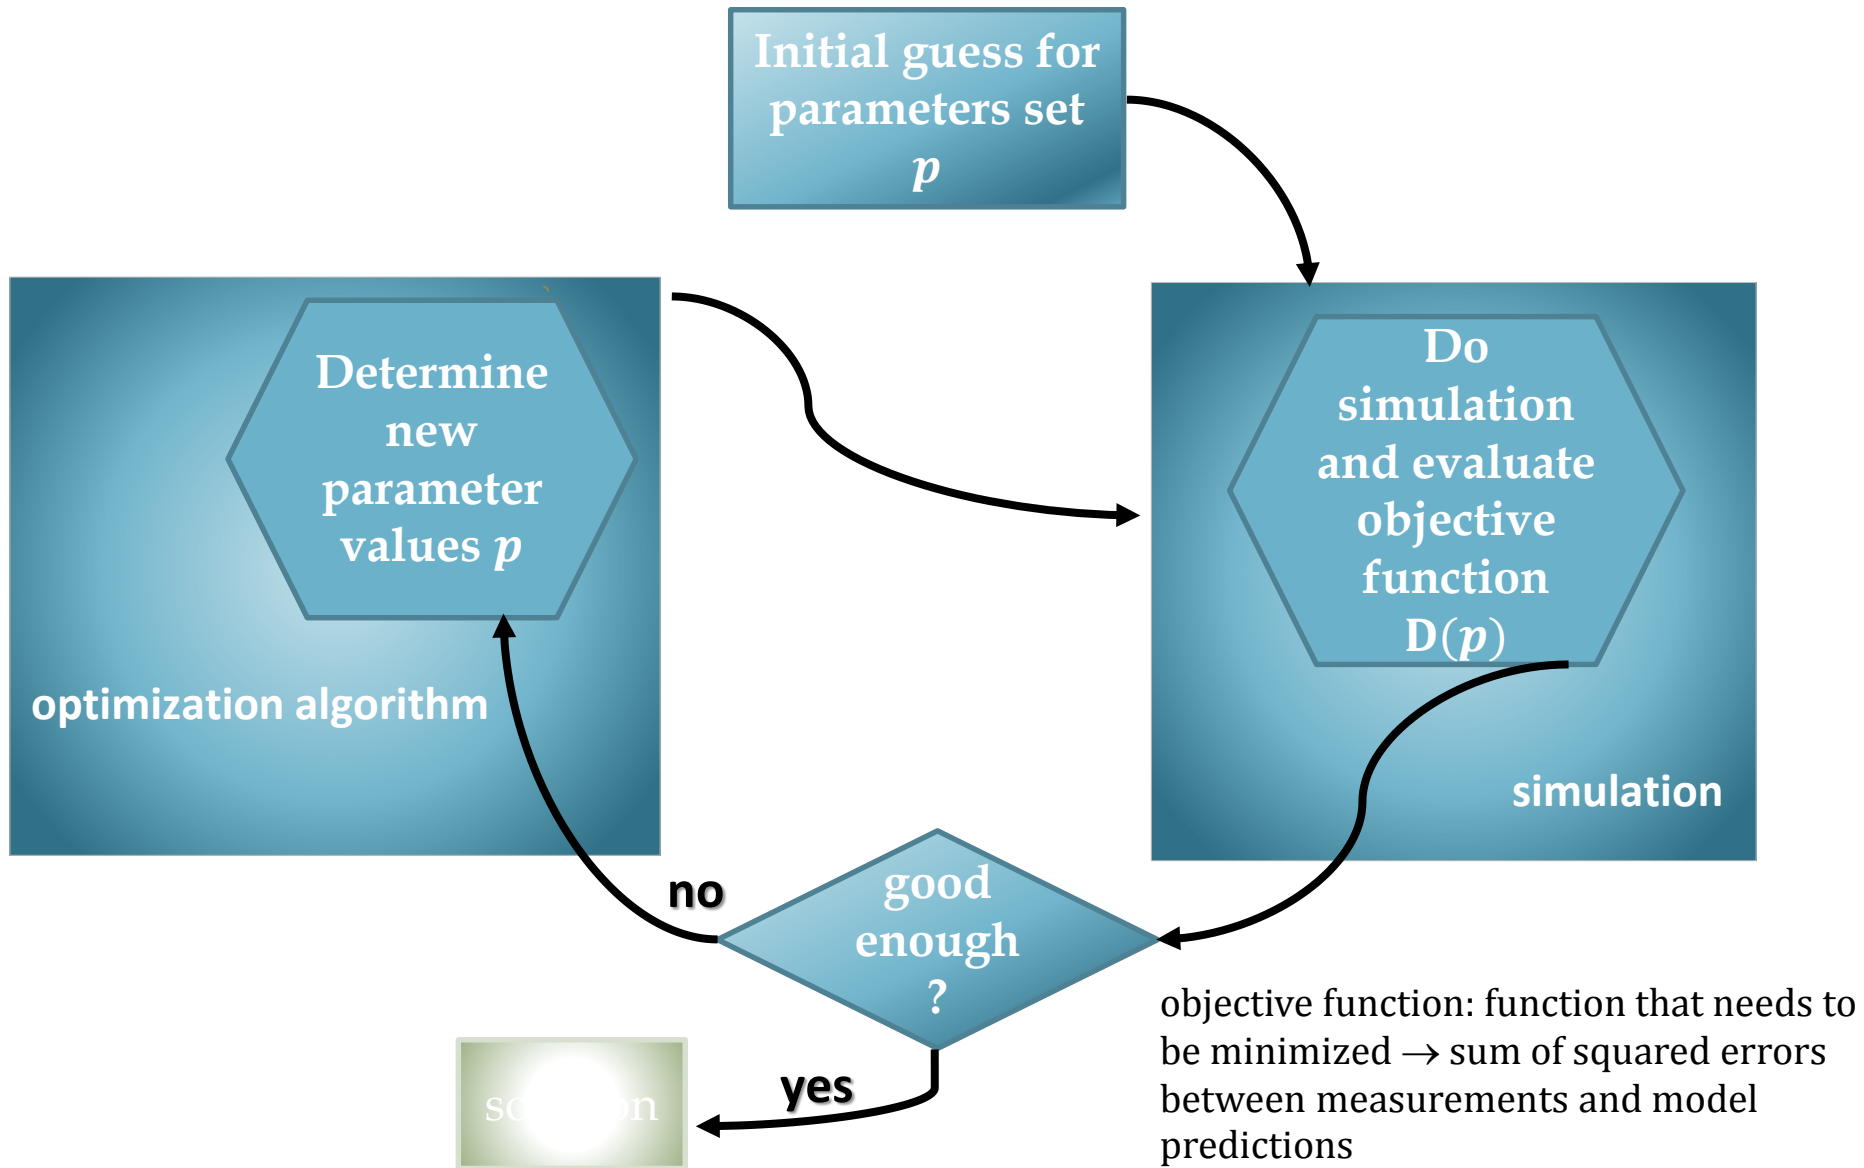 Initial guess for
parameters set
p
Determine
new
parameter
values p
optimization algorithm
Do
simulation
and evaluate
objective
function
D(p)
simulation
no
good
enough
?
yes
solution
objective function: function that needs to
be minimized → sum of squared errors
between measurements and model
predictions